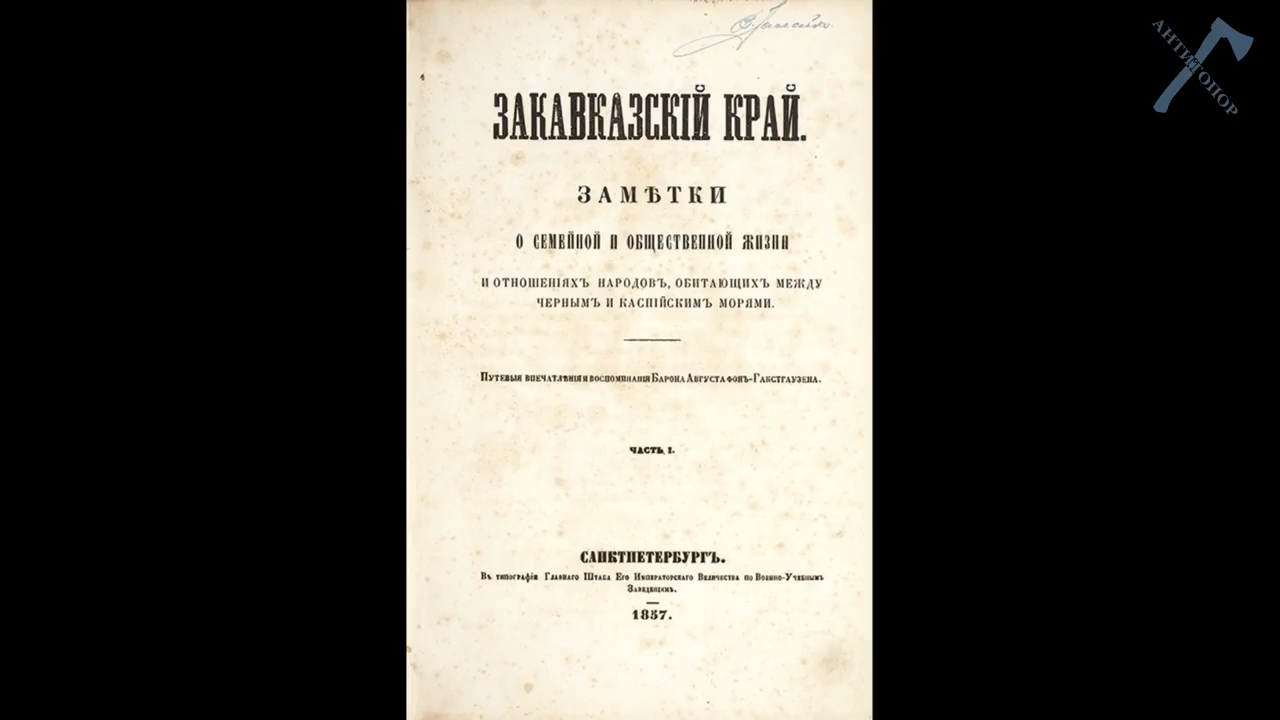 ЗАКАВКАЗСКІЙ КРАЙ.
ЗАМѢТКИ
О СЕМЕЙНОЙ И ОБЩЕСТВЕННОЙ ЖИЗНИ
И ОТНОШЕНІЯХЪ НАРОДОВЪ, ОБИТАЮЩИХЪ МЕЖДУ
ЧЕРНЫМЪ И КАСПІЙСКИМЪ МОРЯМИ.
ПУТЕВЫЯ ВПЕЧАТЛѢНІЯ И ВОСПОМИНАНІЯ БАРОНА АВГУСТА ФОНЪ-ГАКСТГАУЗЕНА.
ЧАСТЬ I.
САНКТПЕТЕРБУРГЪ.
ВЪ ТИПОГРАФІИ ГЛАВНАГО ШТАБА ЕГО ИМПЕРАТОРСКАГО ВЕЛИЧЕСТВА ПО ВОЕННО-УЧЕБНЫМЪ
ЗАВЕДЕНІЯМЪ.
1857.
АНТИТОПОР